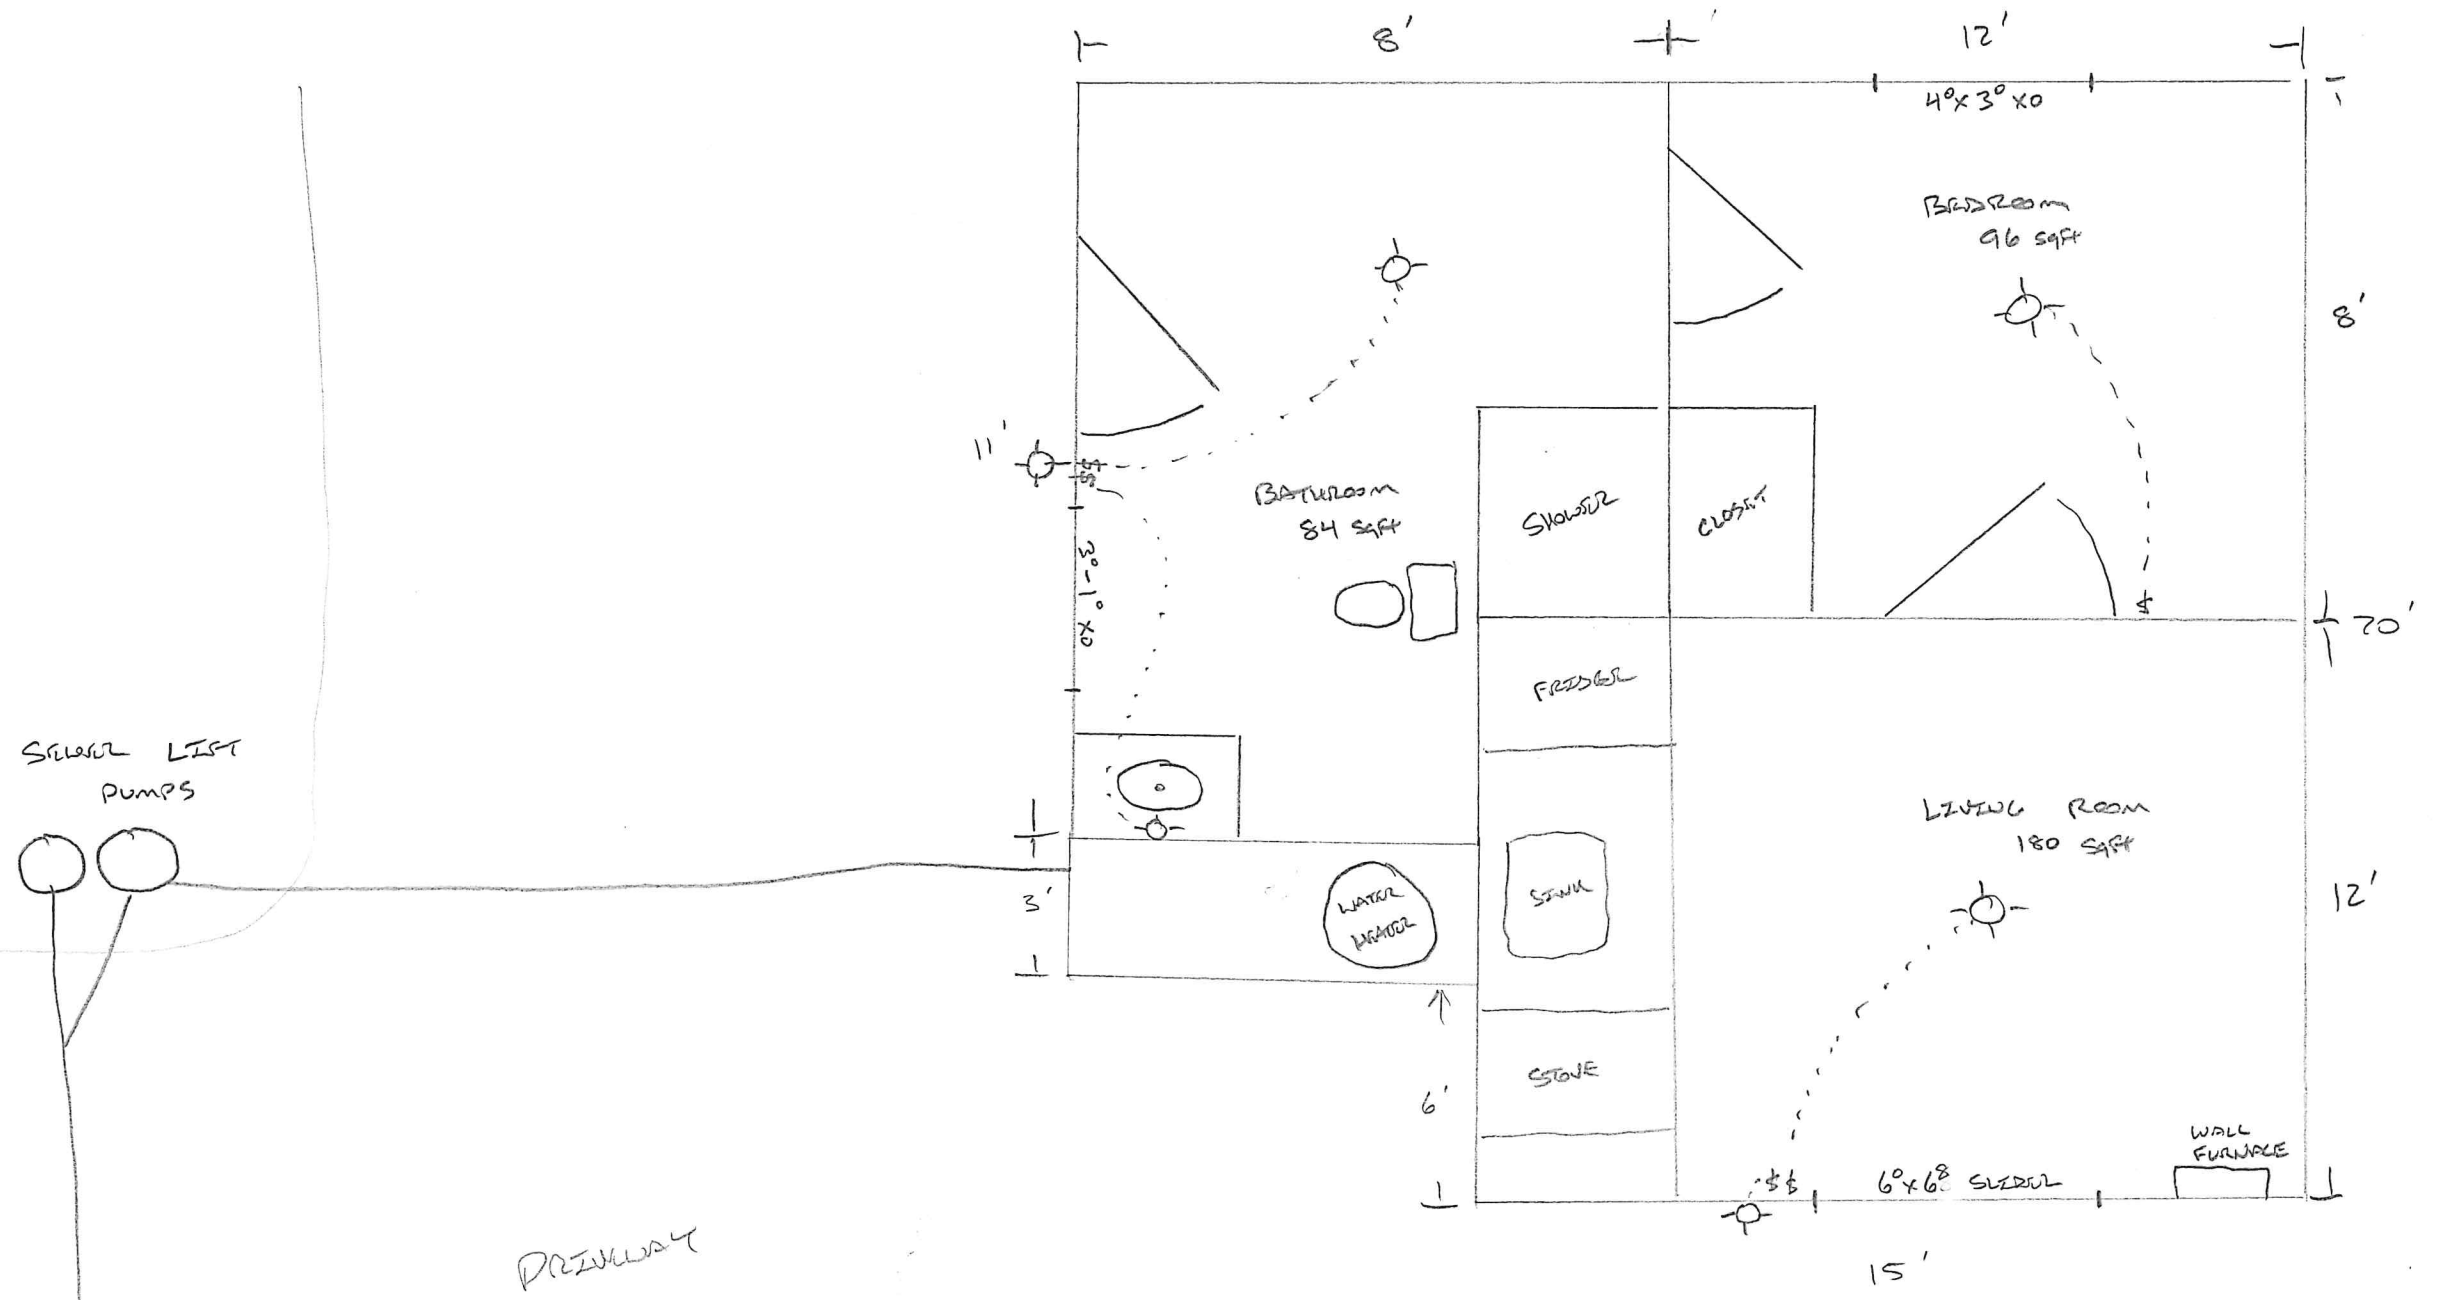 8'
12'
4⁰x3⁰ XO
BEDROOM
96 sqft
8'
11'
$
$
BATHROOM
84 sqft
SHOWER
CLOSET
3⁰-1⁰ XO
$
20'
FRIDGE
SEWER LIFT
PUMPS
LIVING ROOM
180 sqft
3'
WATER
HEATER
SINK
12'
STOVE
6'
WALL
FURNACE
$$
6⁰x6⁸ SLIDER
DRIVEWAY
15'